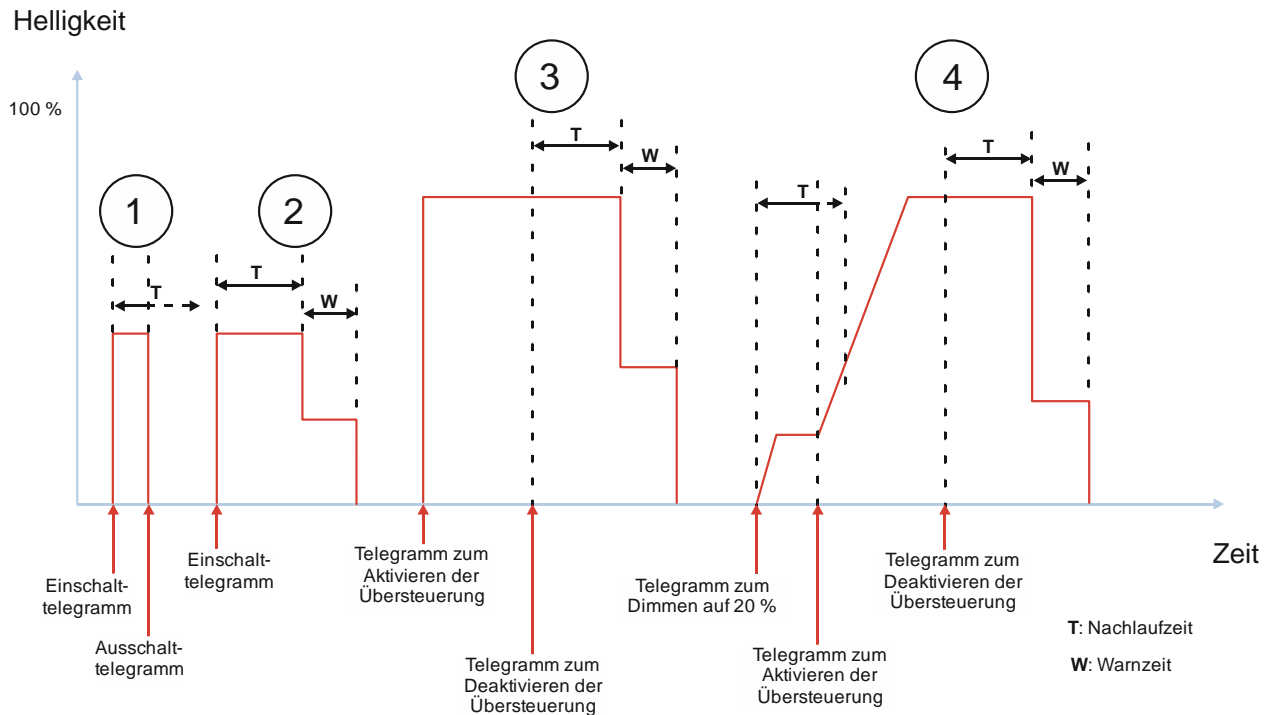 Helligkeit
100 %
1
2
3
4
T
T
W
T
W
T
T
W
Einschalt-
telegramm
Ausschalt-
telegramm
Einschalt-
telegramm
Telegramm zum
Aktivieren der
Übersteuerung
Telegramm zum
Deaktivieren der
Übersteuerung
Telegramm zum
Dimmen auf 20 %
Telegramm zum
Aktivieren der
Übersteuerung
Telegramm zum
Deaktivieren der
Übersteuerung
Zeit
T: Nachlaufzeit
W: Warnzeit